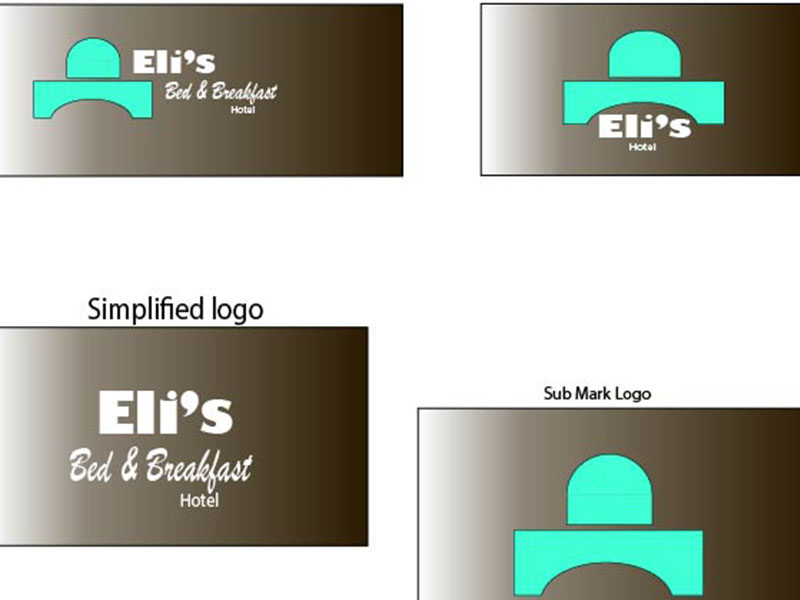 Eli's
Bed & Breakfast
Hotel
Eli's
Hotel
Simplified logo
Eli's
Bed & Breakfast
Hotel
Sub Mark Logo